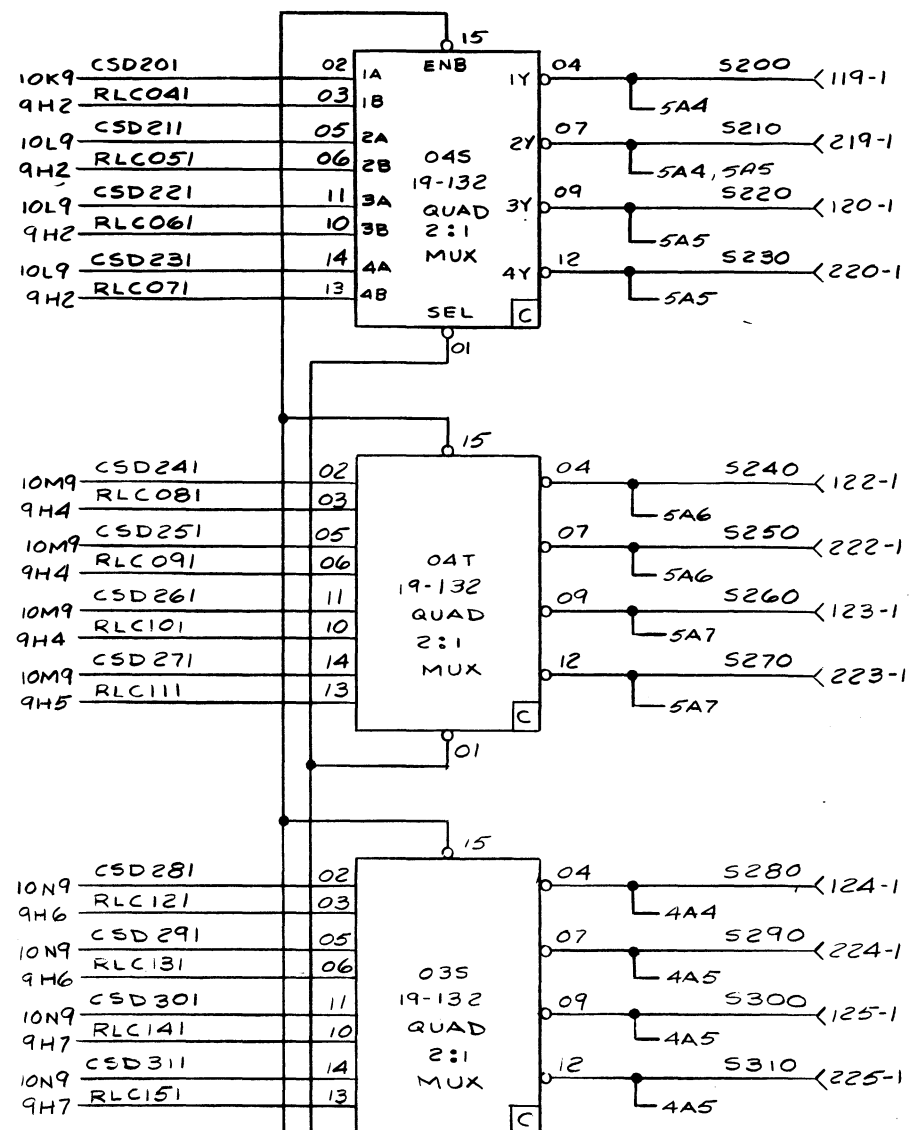 15
10K9 CSD201 02 1A ENB 1Y 04 S200 119-1
9H2 RLC041 03 1B 5A4
10L9 CSD211 05 2A 2Y 07 S210 219-1
9H2 RLC051 06 2B 04S 5A4, 5A5
19-132
10L9 CSD221 11 3A QUAD 3Y 09 S220 120-1
9H2 RLC061 10 3B 2:1 5A5
MUX
10L9 CSD231 14 4A 4Y 12 S230 220-1
9H2 RLC071 13 4B 5A5
SEL C
01
15
10M9 CSD241 02 04 S240 122-1
9H4 RLC081 03 5A6
10M9 CSD251 05 07 S250 222-1
9H4 RLC091 06 04T 5A6
19-132
10M9 CSD261 11 QUAD 09 S260 123-1
9H4 RLC101 10 2:1 5A7
10M9 CSD271 14 MUX 12 S270 223-1
9H5 RLC111 13 5A7
C
01
15
10N9 CSD281 02 04 S280 124-1
9H6 RLC121 03 4A4
10N9 CSD291 05 07 S290 224-1
9H6 RLC131 06 03S 4A5
10N9 CSD301 11 19-132 09 S300 125-1
9H7 RLC141 10 QUAD 4A5
2:1
10N9 CSD311 14 MUX 12 S310 225-1
9H7 RLC151 13 4A5
C